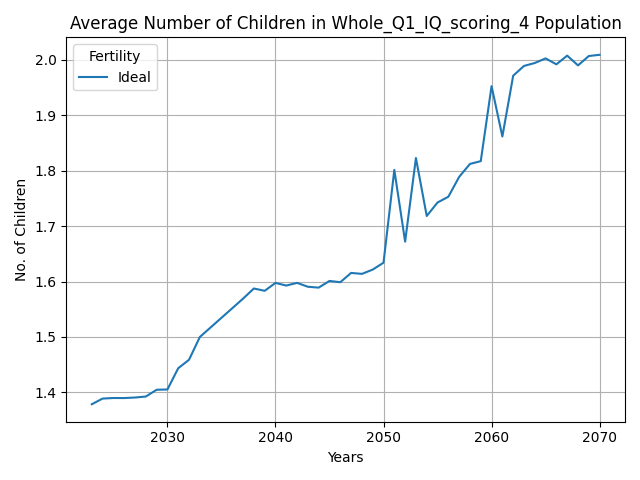 Average Number of Children in Whole_Q1_IQ_scoring_4 Population
Fertility
Ideal
No. of Children
2.0
1.9
1.8
1.7
1.6
1.5
1.4
2030 2040 2050 2060 2070
Years